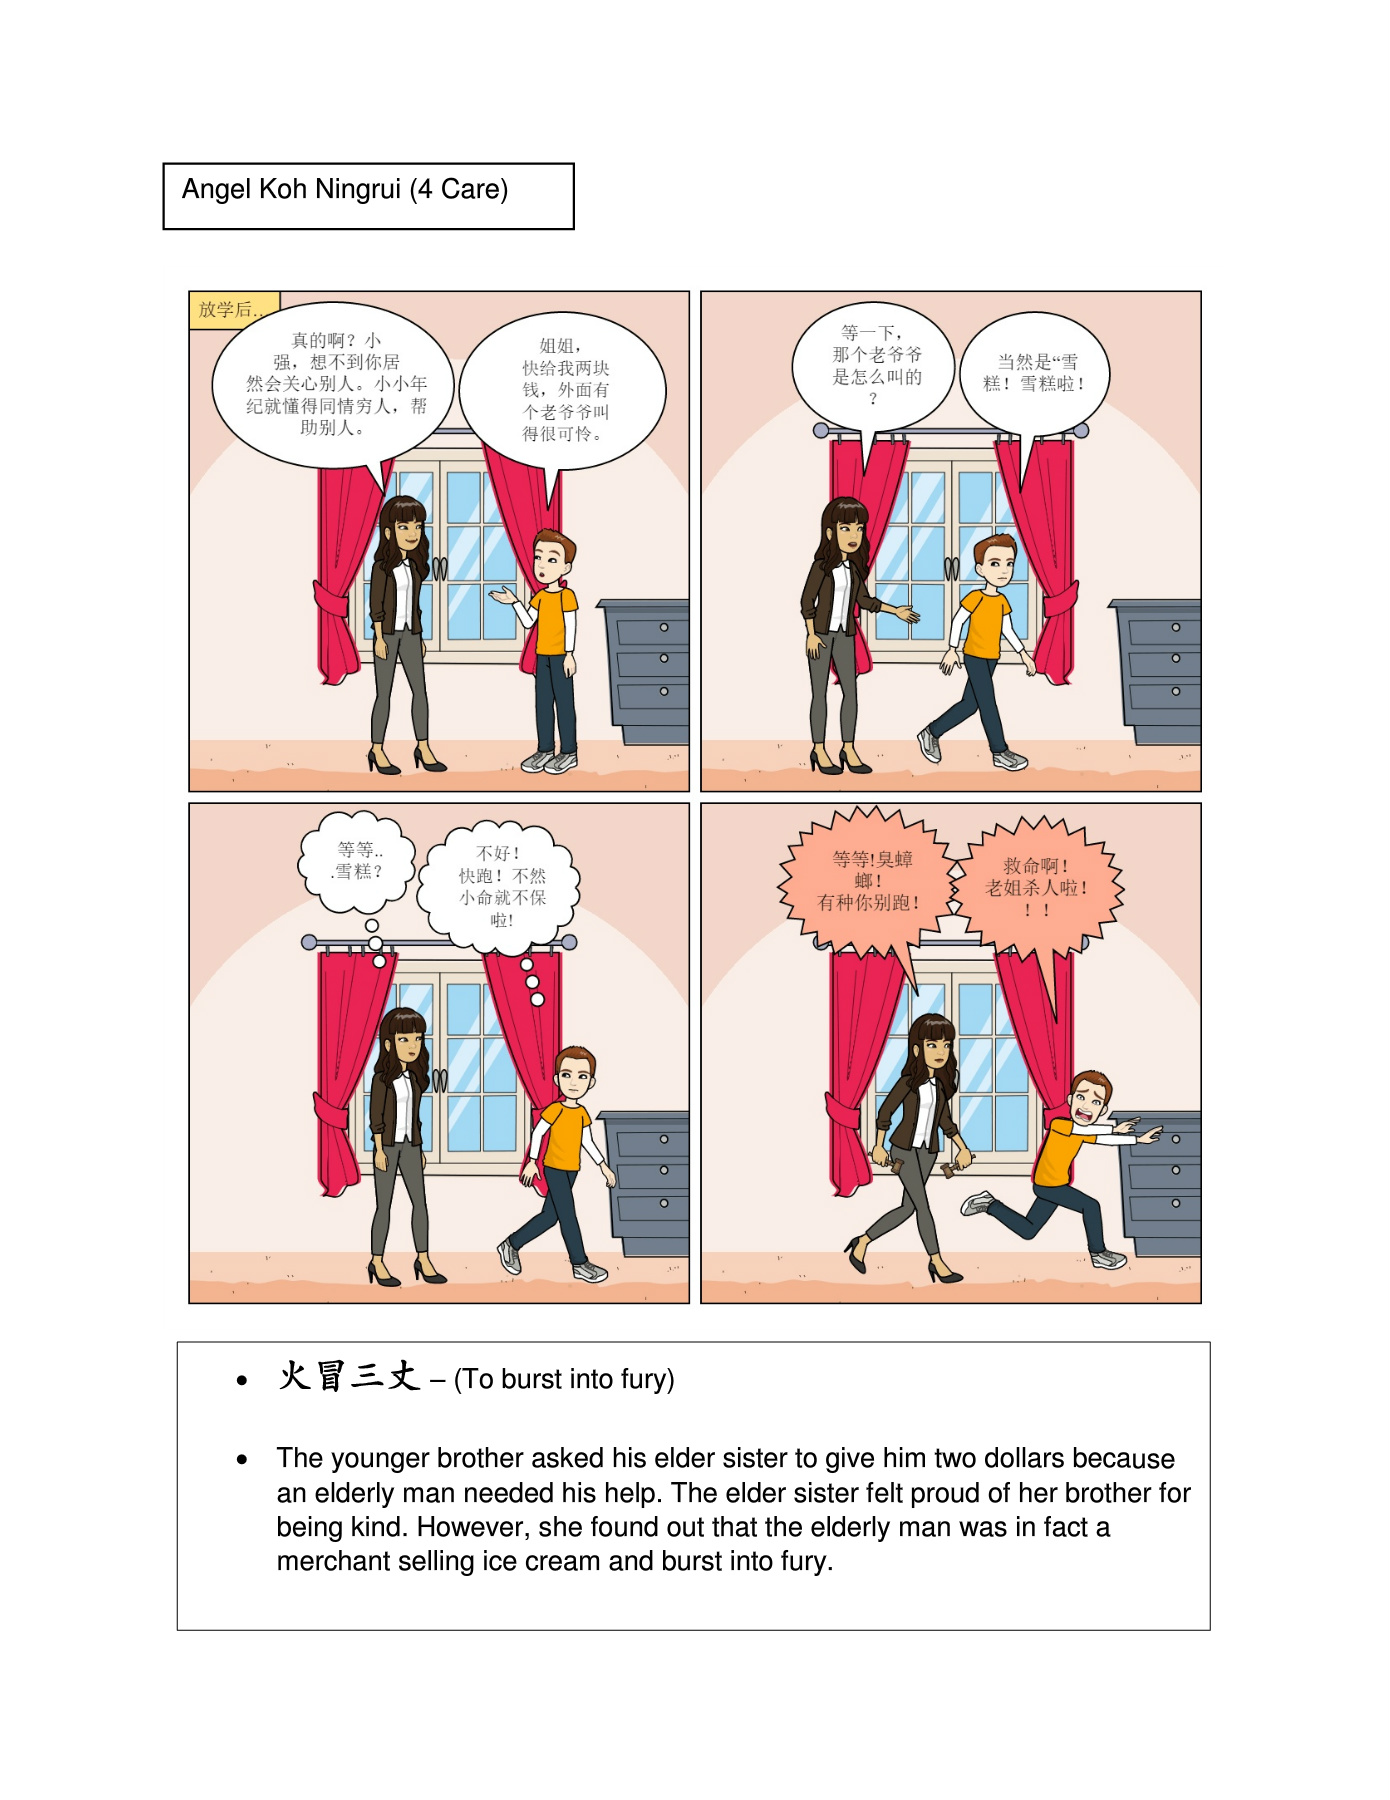 Angel Koh Ningrui (4 Care)
放学后..
真的啊？小
强，想不到你居
然会关心别人。小小年
纪就懂得同情穷人，帮
助别人。
姐姐，
快给我两块
钱，外面有
个老爷爷叫
得很可怜。
等一下，
那个老爷爷
是怎么叫的
？
当然是“雪
糕！雪糕啦！
等等..
.雪糕？
不好！
快跑！不然
小命就不保
啦!
等等!臭蟑
螂！
有种你别跑！
救命啊！
老姐杀人啦！
！！
火冒三丈 – (To burst into fury)
The younger brother asked his elder sister to give him two dollars because
an elderly man needed his help. The elder sister felt proud of her brother for
being kind. However, she found out that the elderly man was in fact a
merchant selling ice cream and burst into fury.